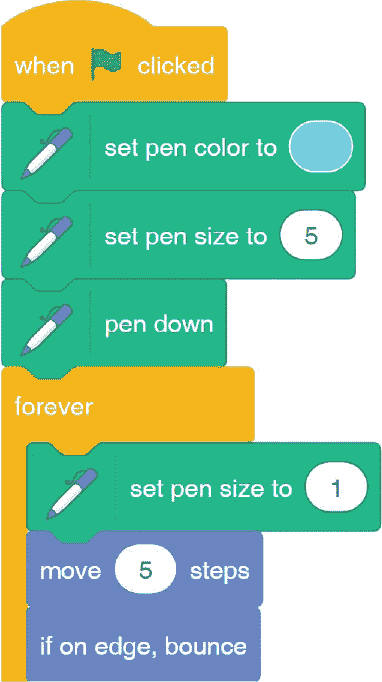 when clicked
set pen color to
set pen size to 5
pen down
forever
set pen size to 1
move 5 steps
if on edge, bounce